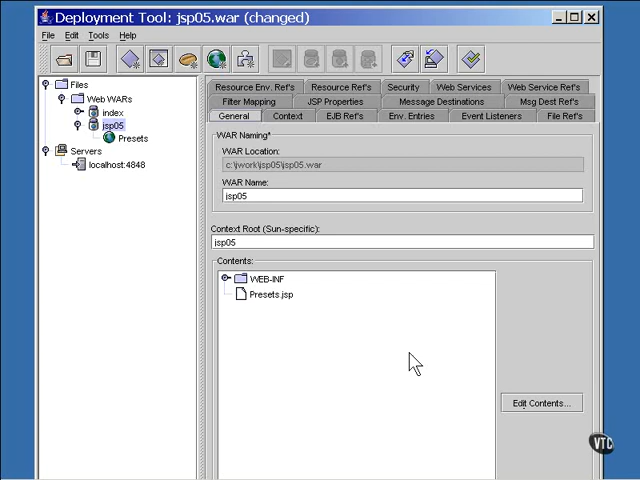 Deployment Tool: jsp05.war (changed)
File Edit Tools Help
Files
Web WARs
index
jsp05
Presets
Servers
localhost:4848
Resource Env. Ref's Resource Ref's Security Web Services Web Service Ref's
Filter Mapping JSP Properties Message Destinations Msg Dest Ref's
General Context EJB Ref's Env. Entries Event Listeners File Ref's
WAR Naming*
WAR Location:
c:\jwork\jsp05\jsp05.war
WAR Name:
jsp05
Context Root (Sun-specific):
jsp05
Contents:
WEB-INF
Presets.jsp
Edit Contents...
VTC